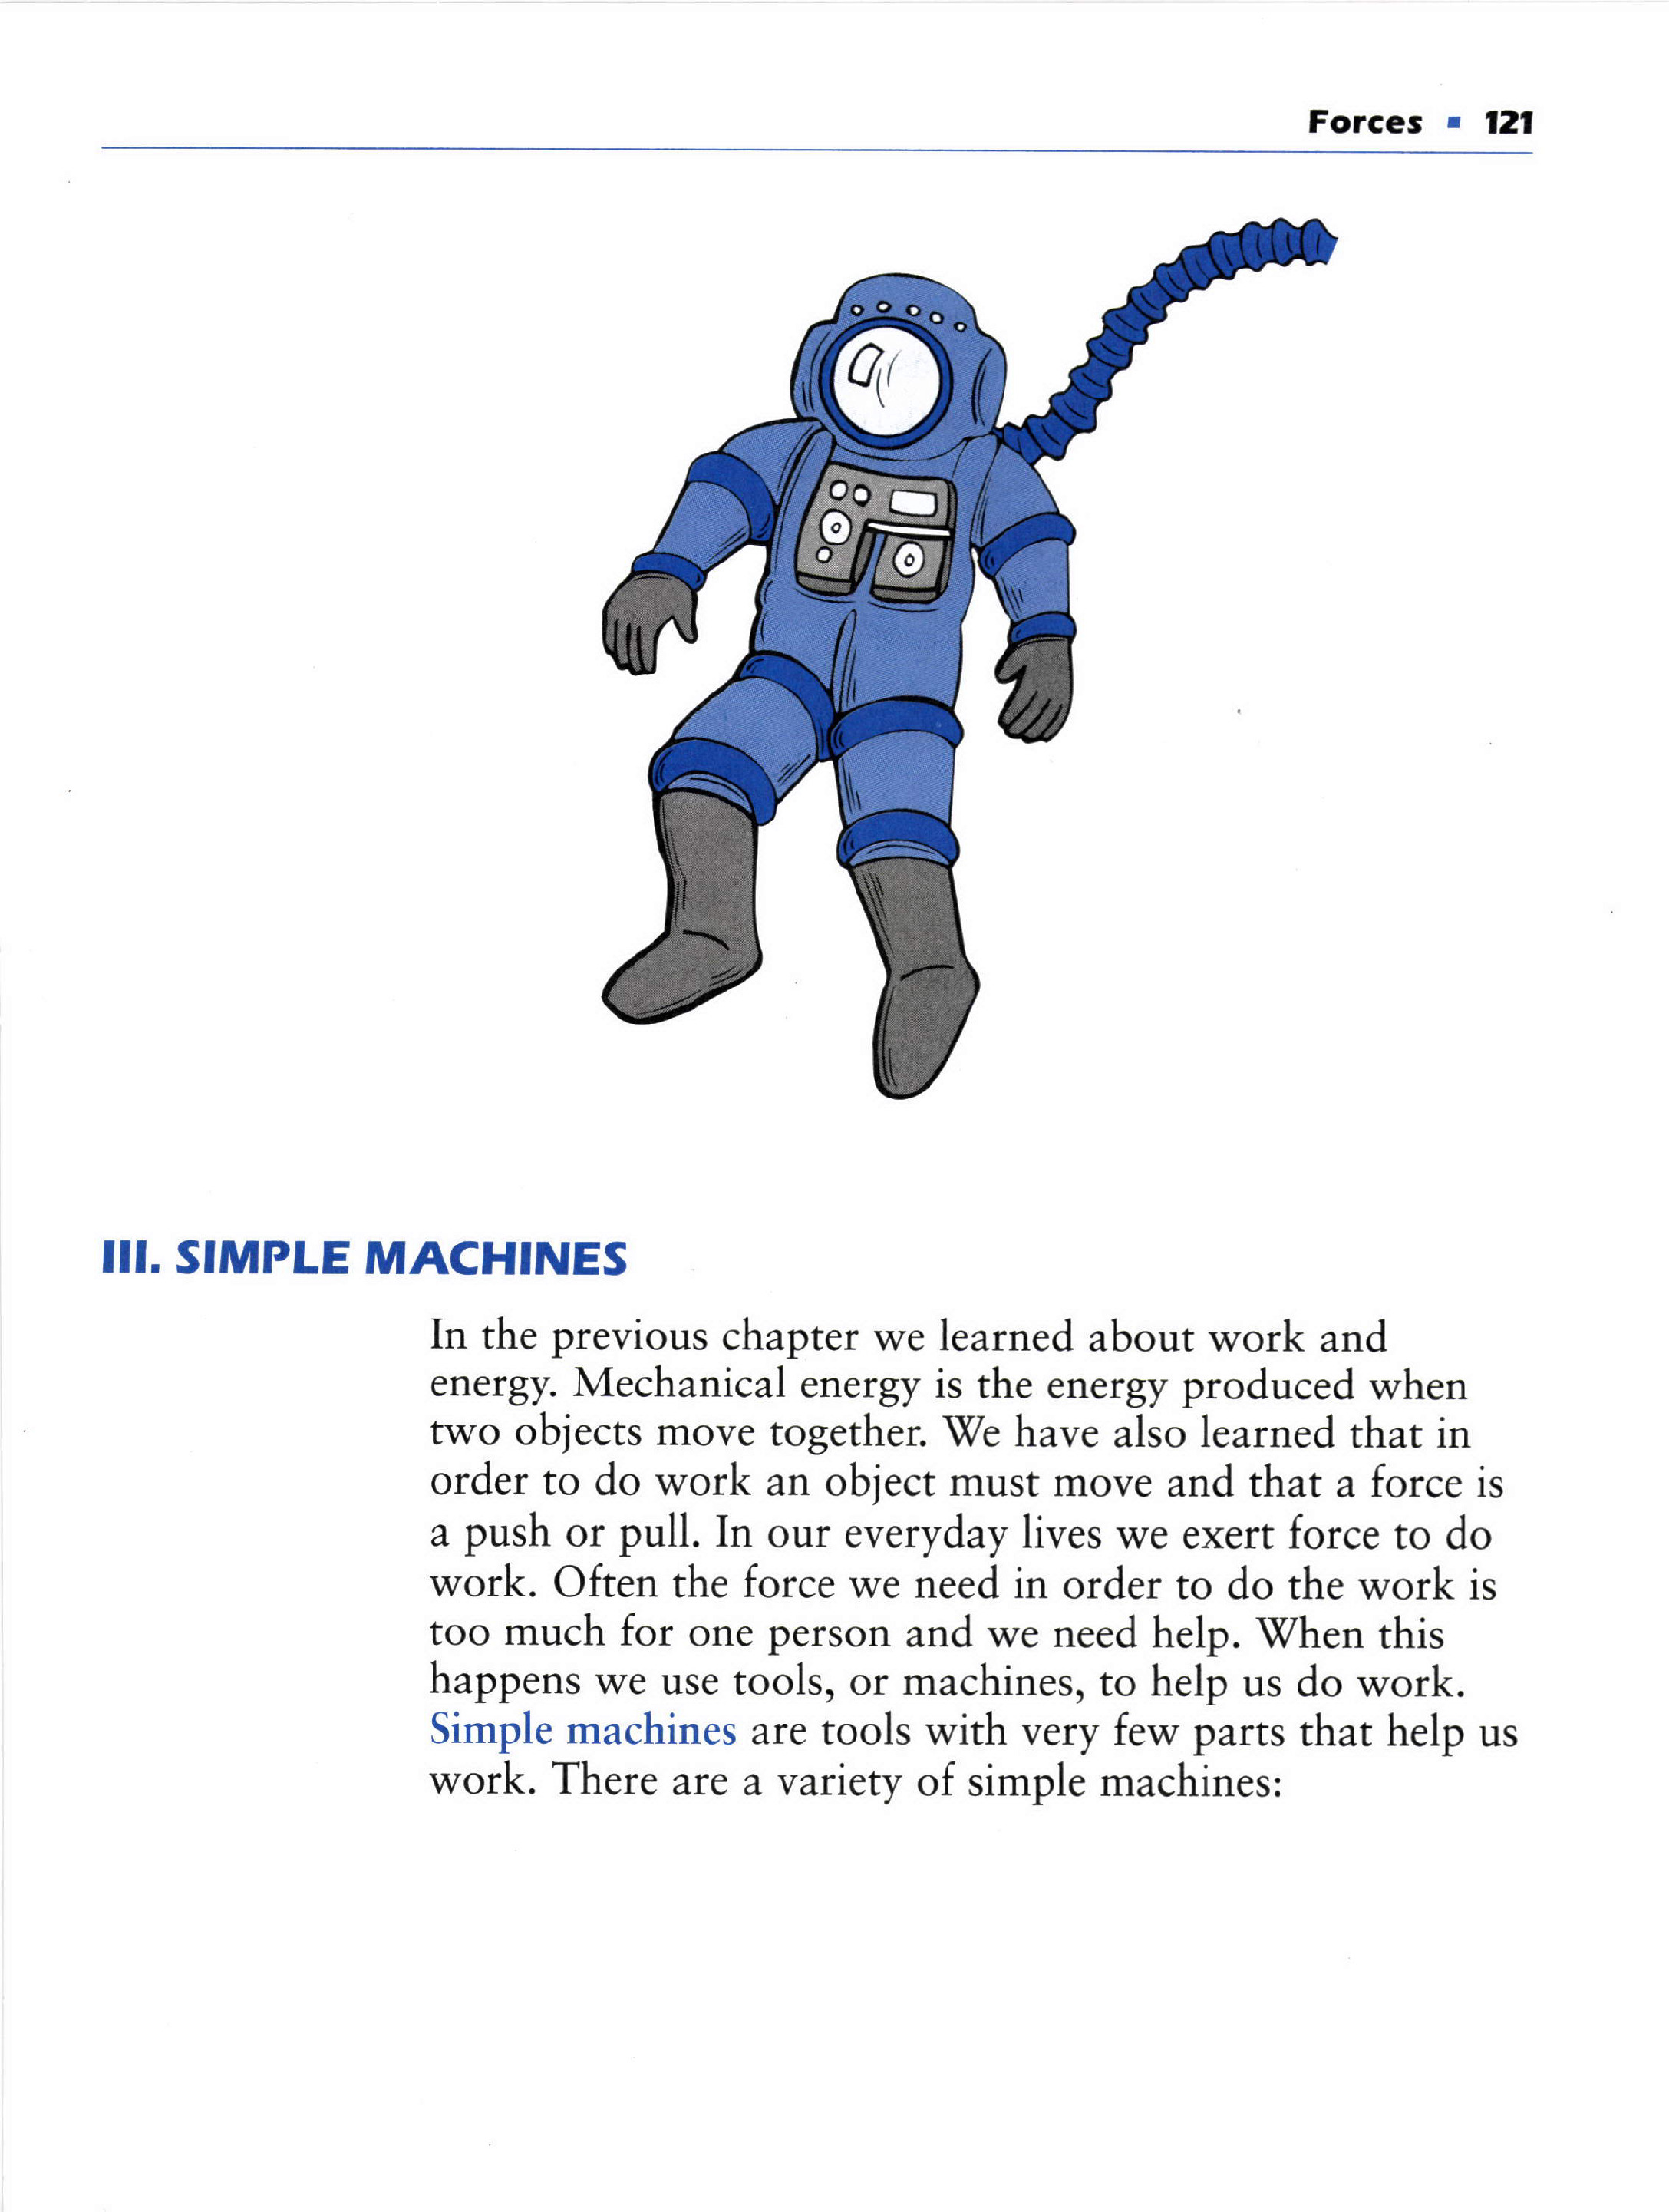 Forces ▪ 121
III. SIMPLE MACHINES
In the previous chapter we learned about work and
energy. Mechanical energy is the energy produced when
two objects move together. We have also learned that in
order to do work an object must move and that a force is
a push or pull. In our everyday lives we exert force to do
work. Often the force we need in order to do the work is
too much for one person and we need help. When this
happens we use tools, or machines, to help us do work.
Simple machines are tools with very few parts that help us
work. There are a variety of simple machines: